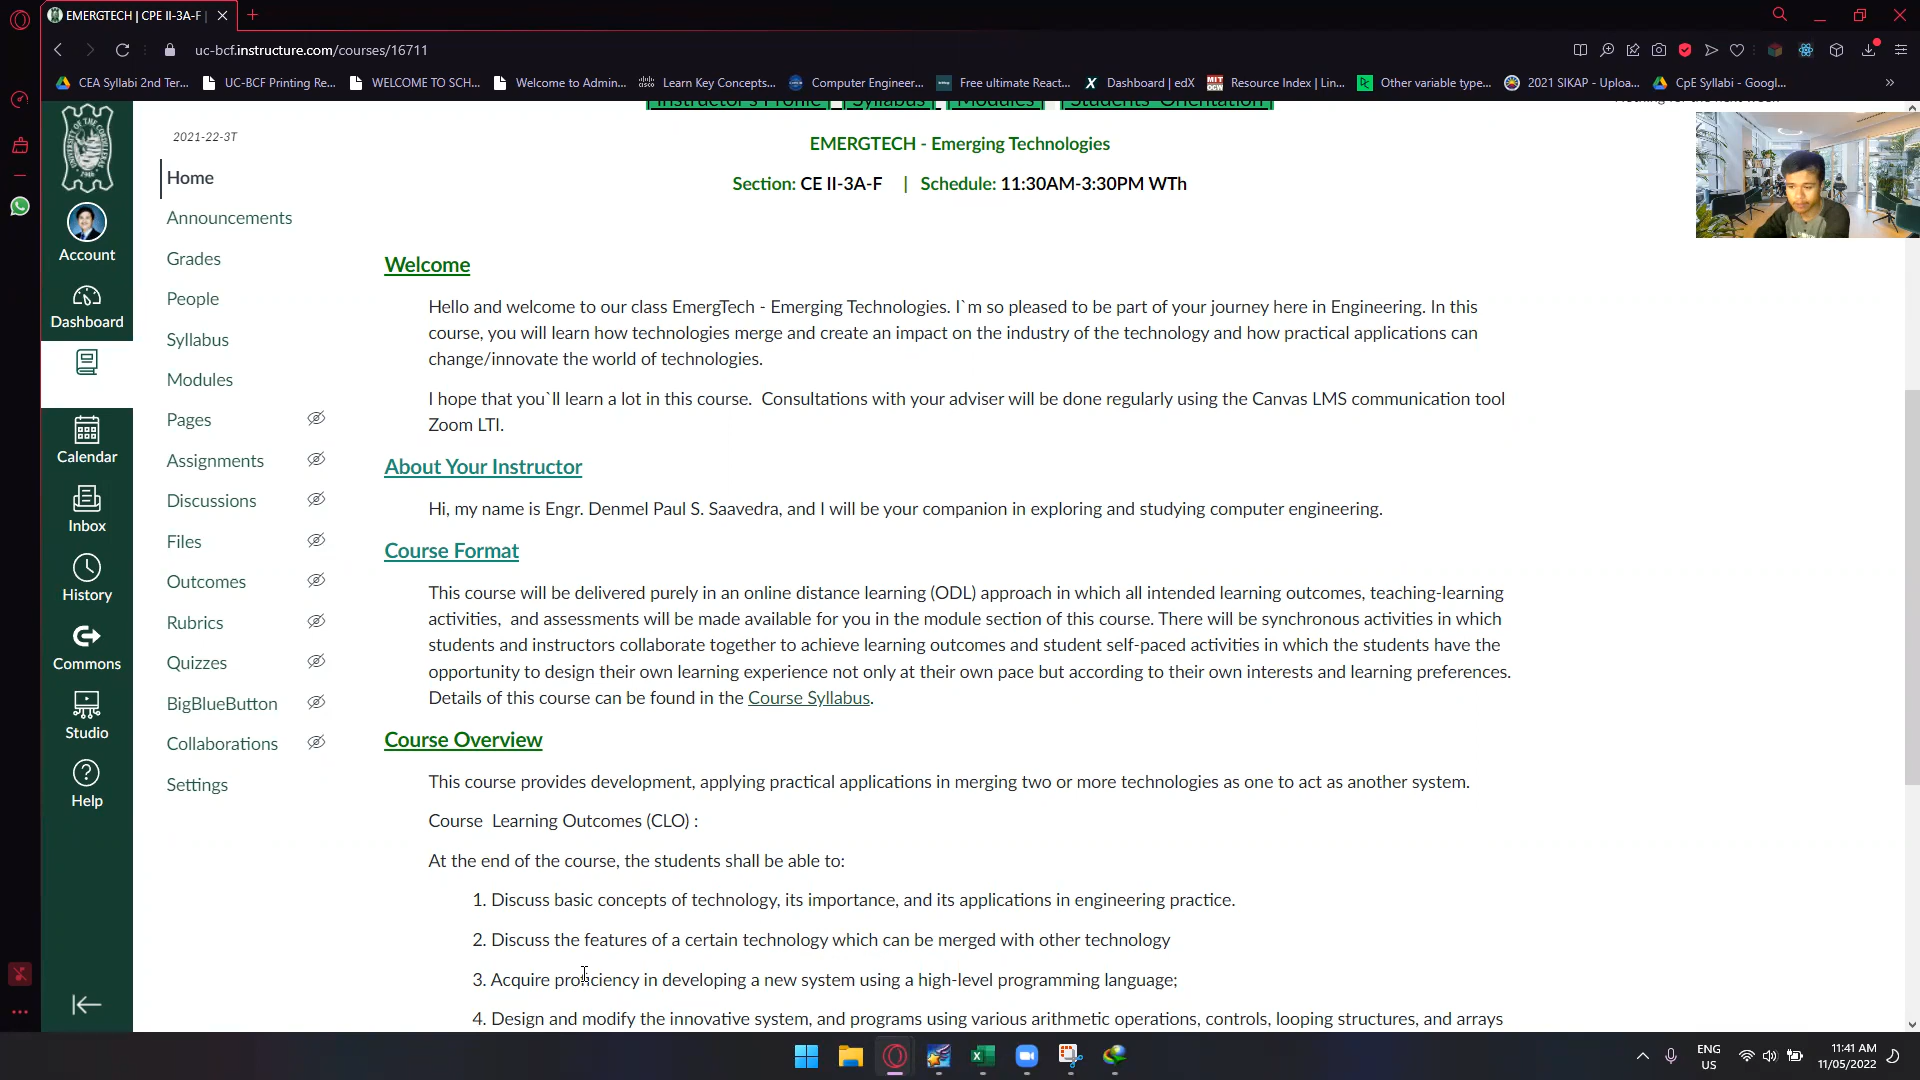 EMERGTECH | CPE II-3A-F |
uc-bcf.instructure.com/courses/16711
CEA Syllabi 2nd Ter...
UC-BCF Printing Re...
WELCOME TO SCH...
Welcome to Admin...
Learn Key Concepts...
Computer Engineer...
Free ultimate React...
Dashboard | edX
Resource Index | Lin...
Other variable type...
2021 SIKAP - Uploa...
CpE Syllabi - Googl...
Instructor's Profile
Syllabus
Modules
Students' Orientation
Nothing for the next week
Account
Dashboard
Calendar
Inbox
History
Commons
Studio
Help
2021-22-3T
Home
Announcements
Grades
People
Syllabus
Modules
Pages
Assignments
Discussions
Files
Outcomes
Rubrics
Quizzes
BigBlueButton
Collaborations
Settings
EMERGTECH - Emerging Technologies
Section: CE II-3A-F | Schedule: 11:30AM-3:30PM WTh
Welcome
Hello and welcome to our class EmergTech - Emerging Technologies. I`m so pleased to be part of your journey here in Engineering. In this
course, you will learn how technologies merge and create an impact on the industry of the technology and how practical applications can
change/innovate the world of technologies.
I hope that you`ll learn a lot in this course. Consultations with your adviser will be done regularly using the Canvas LMS communication tool
Zoom LTI.
About Your Instructor
Hi, my name is Engr. Denmel Paul S. Saavedra, and I will be your companion in exploring and studying computer engineering.
Course Format
This course will be delivered purely in an online distance learning (ODL) approach in which all intended learning outcomes, teaching-learning
activities, and assessments will be made available for you in the module section of this course. There will be synchronous activities in which
students and instructors collaborate together to achieve learning outcomes and student self-paced activities in which the students have the
opportunity to design their own learning experience not only at their own pace but according to their own interests and learning preferences.
Details of this course can be found in the Course Syllabus.
Course Overview
This course provides development, applying practical applications in merging two or more technologies as one to act as another system.
Course Learning Outcomes (CLO) :
At the end of the course, the students shall be able to:
1. Discuss basic concepts of technology, its importance, and its applications in engineering practice.
2. Discuss the features of a certain technology which can be merged with other technology
3. Acquire proficiency in developing a new system using a high-level programming language;
4. Design and modify the innovative system, and programs using various arithmetic operations, controls, looping structures, and arrays
ENG
US
11:41 AM
11/05/2022